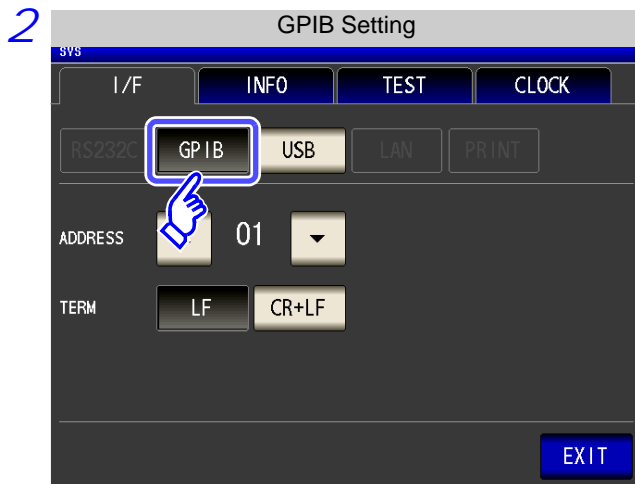 2
GPIB Setting
SYS
I/F INFO TEST CLOCK
RS232C GPIB USB LAN PRINT
ADDRESS 01
TERM LF CR+LF
EXIT